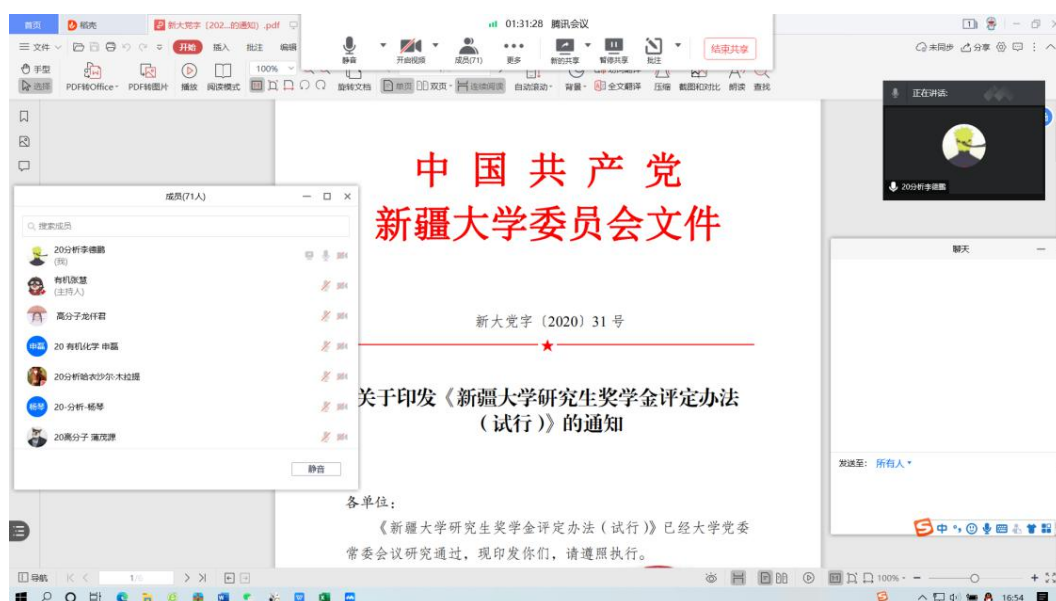 首页
稻壳
新大党字〔202...的通知〕.pdf
01:31:28 腾讯会议
静音
开启视频
成员(71)
更多
新的共享
暂停共享
批注
结束共享
文件
开始
插入
批注
编辑
未同步
分享
手型
选择
PDF转Office
PDF转图片
播放
阅读模式
100%
旋转文档
单页
双页
连续阅读
自动滚动
背景
全文翻译
压缩
截图和对比
朗读
查找
正在讲话:
20分析李德鹏
成员(71人)
搜索成员
20分析李德鹏
(我)
有机张慧
(主持人)
高分子龙仟君
申磊
20 有机化学 申磊
20分析哈衣沙尔·木拉提
杨琴
20-分析-杨琴
20高分子 蒲茂源
静音
中国共产党
新疆大学委员会文件
新大党字〔2020〕31 号
关于印发《新疆大学研究生奖学金评定办法
（试行）》的通知
各单位：
《新疆大学研究生奖学金评定办法（试行）》已经大学党委
常委会议研究通过，现印发你们，请遵照执行。
聊天
发送至: 所有人
中
导航
1/6
100%
16:54